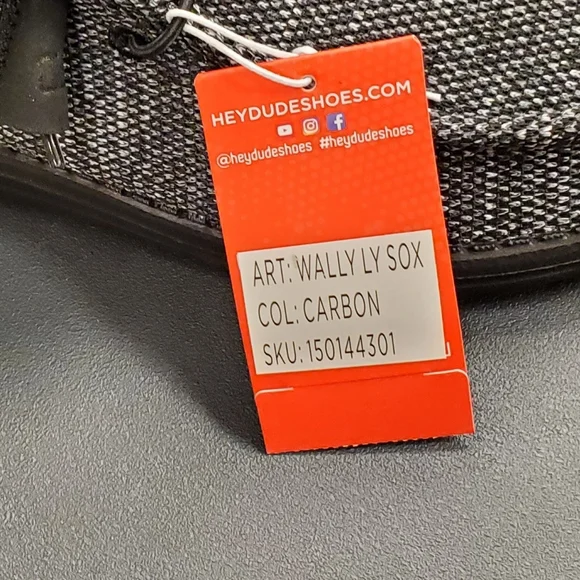 HEYDUDESHOES.COM
@heydudeshoes #heydudeshoes
ART: WALLY LY SOX
COL: CARBON
SKU: 150144301